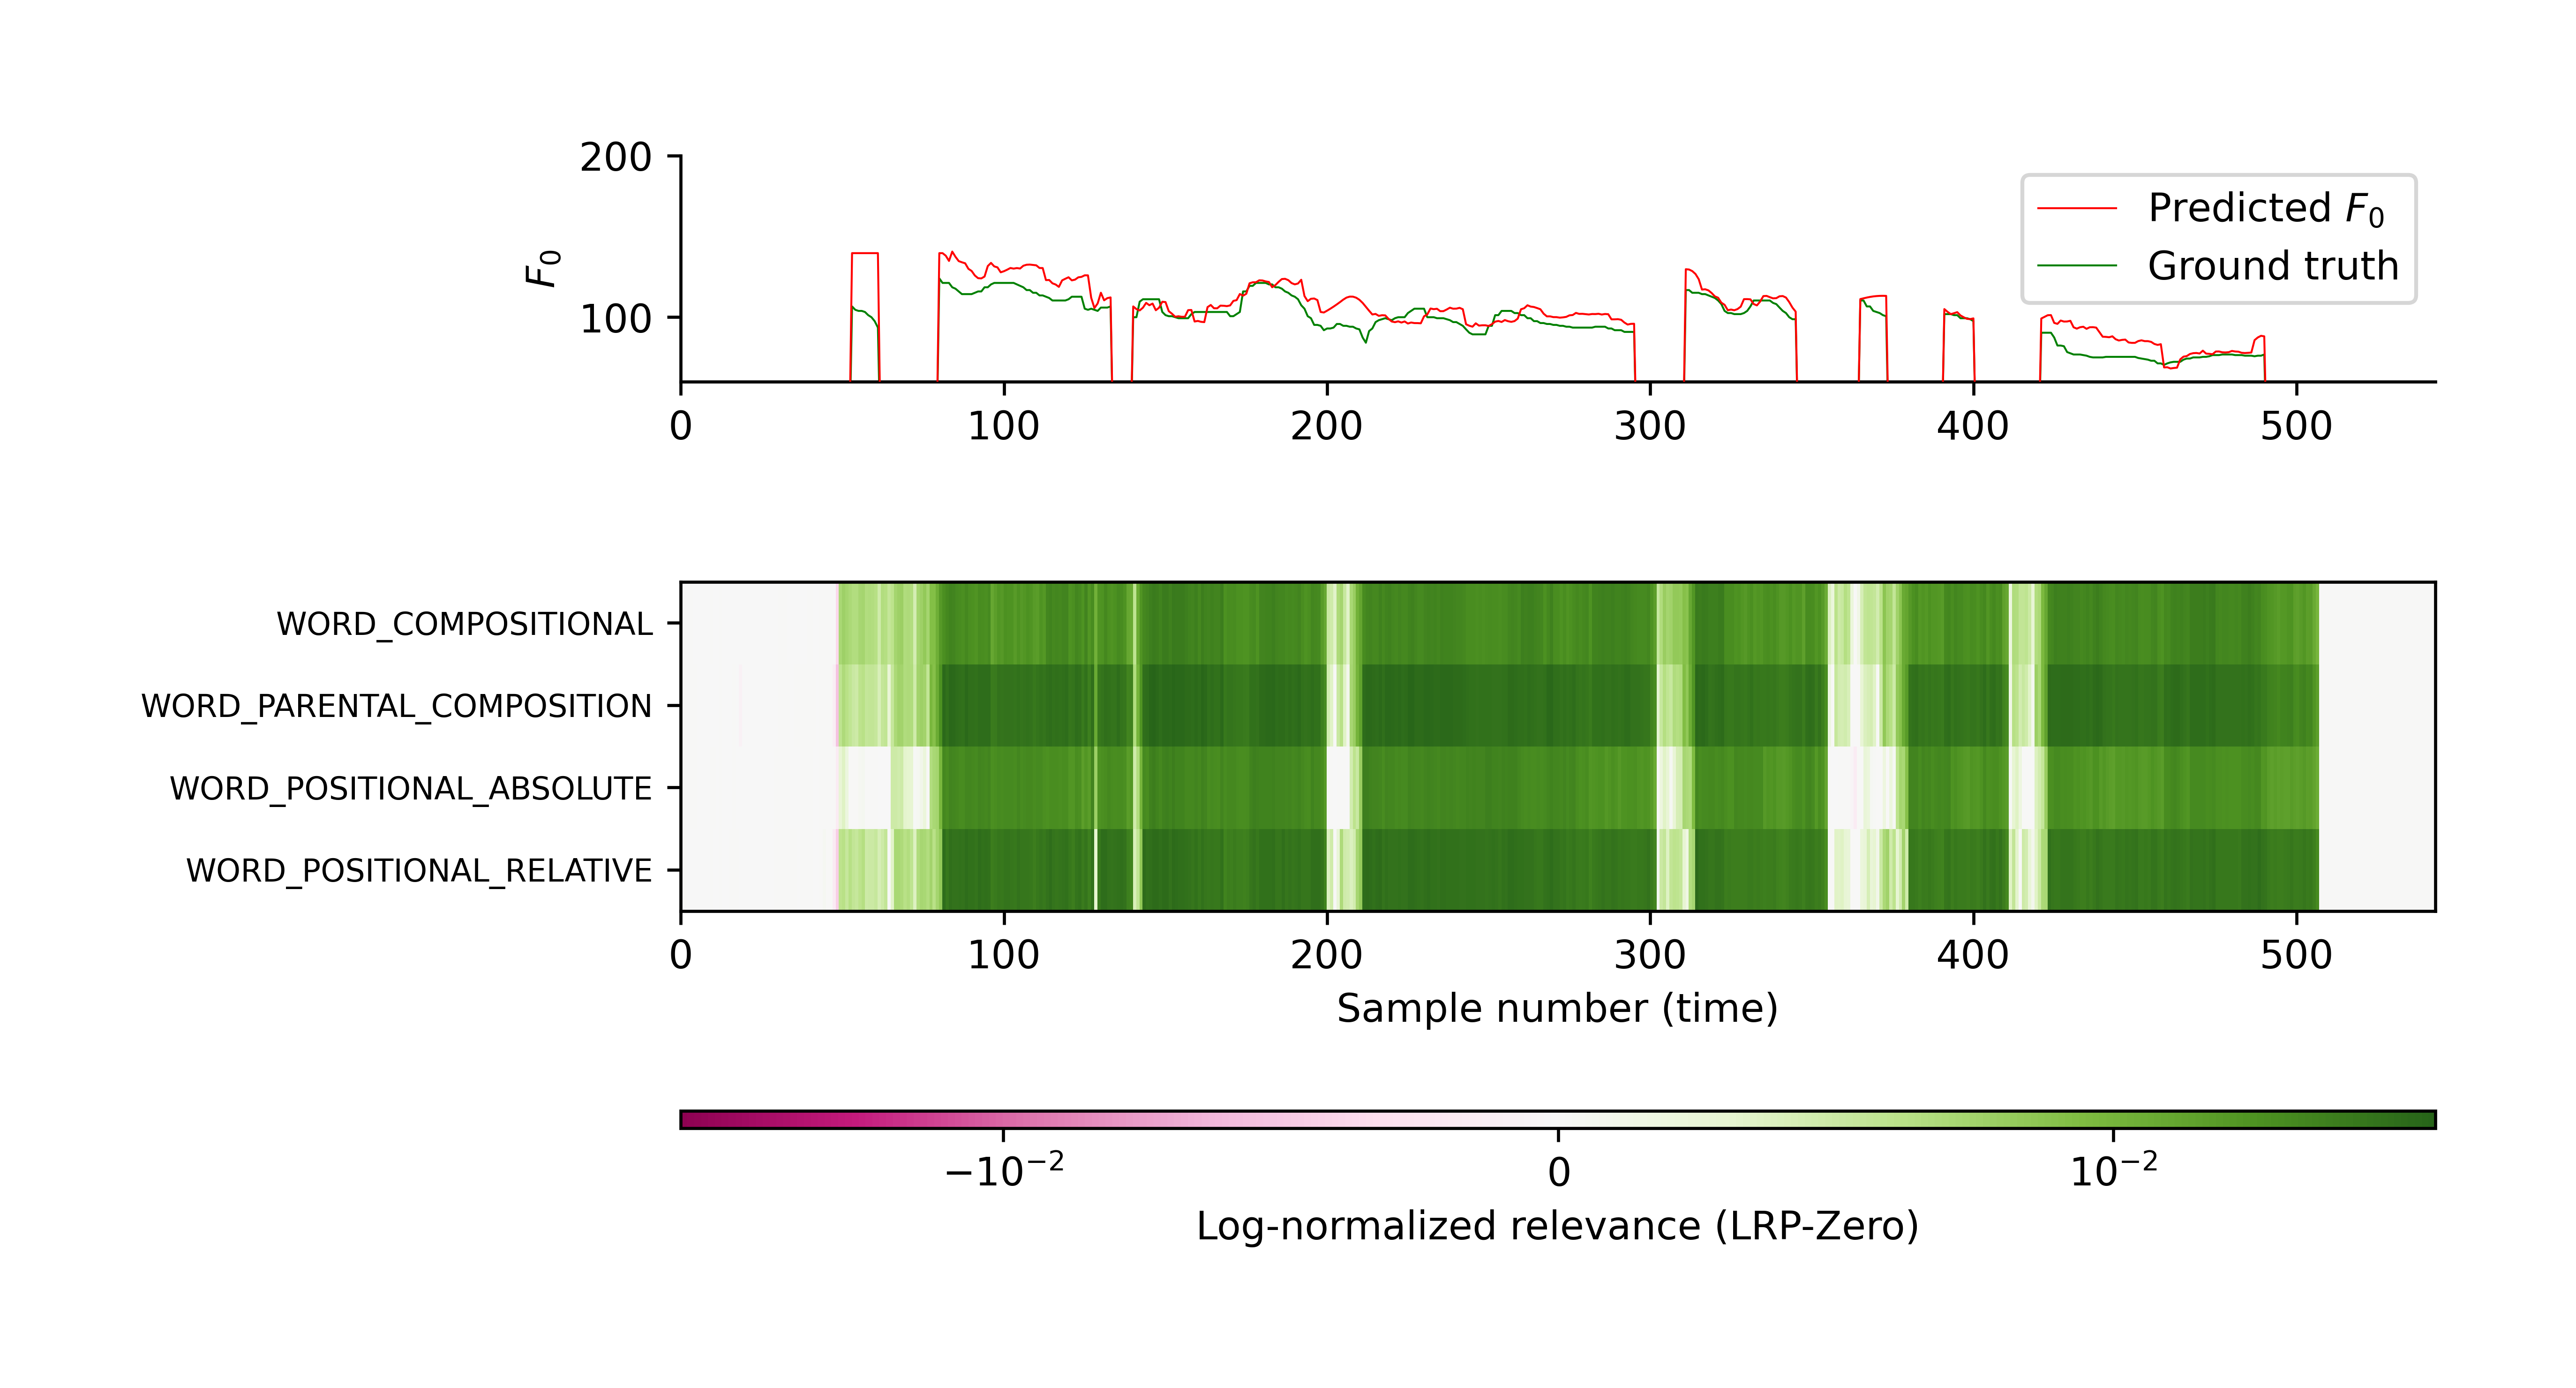 200
100
F₀
Predicted F₀
Ground truth
0 100 200 300 400 500
WORD_COMPOSITIONAL
WORD_PARENTAL_COMPOSITION
WORD_POSITIONAL_ABSOLUTE
WORD_POSITIONAL_RELATIVE
0 100 200 300 400 500
Sample number (time)
−10⁻² 0 10⁻²
Log-normalized relevance (LRP-Zero)